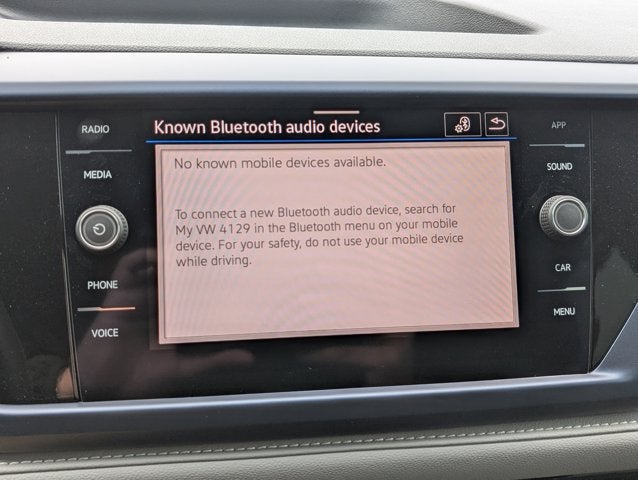 Known Bluetooth audio devices
No known mobile devices available.
To connect a new Bluetooth audio device, search for
My VW 4129 in the Bluetooth menu on your mobile
device. For your safety, do not use your mobile device
while driving.
RADIO
MEDIA
PHONE
VOICE
APP
SOUND
CAR
MENU